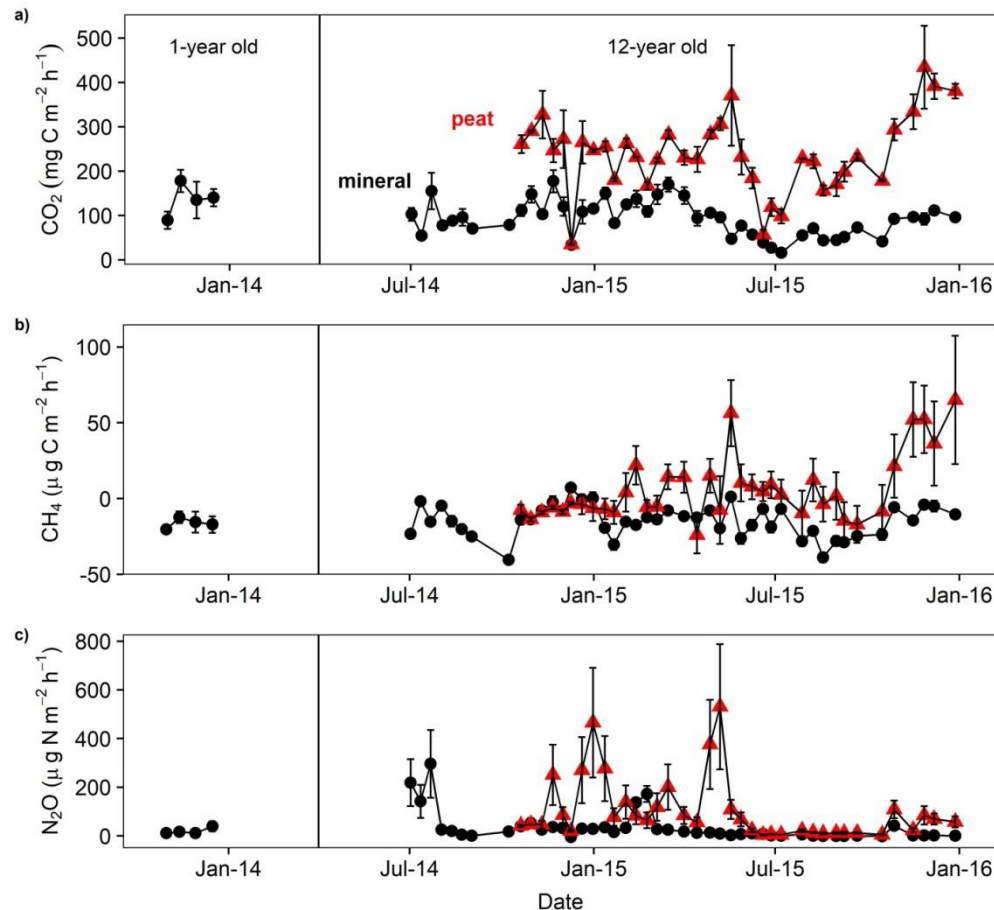 a)
1-year old
12-year old
peat
mineral
CO₂ (mg C m⁻² h⁻¹)
500
400
300
200
100
0
Jan-14
Jul-14
Jan-15
Jul-15
Jan-16
b)
CH₄ (µ g C m⁻² h⁻¹)
100
50
0
-50
Jan-14
Jul-14
Jan-15
Jul-15
Jan-16
c)
N₂O (µ g N m⁻² h⁻¹)
800
600
400
200
0
Jan-14
Jul-14
Jan-15
Jul-15
Jan-16
Date